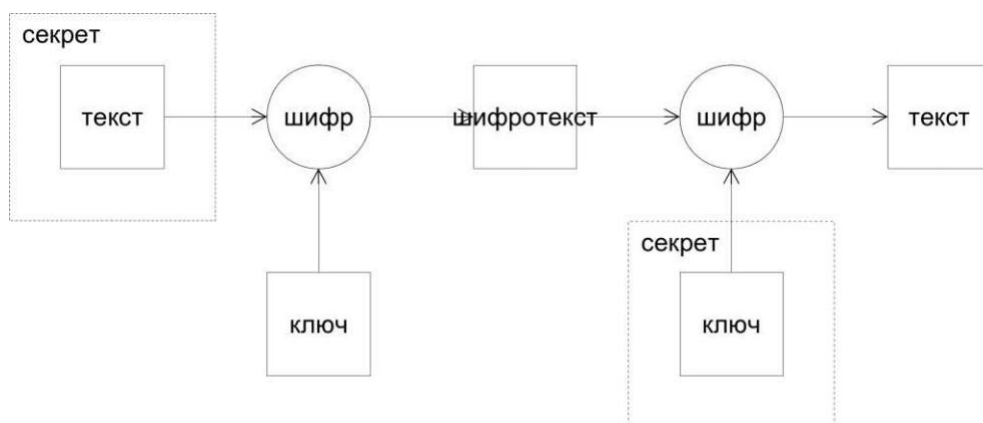 секрет
текст
шифр
шифротекст
шифр
текст
секрет
ключ
ключ